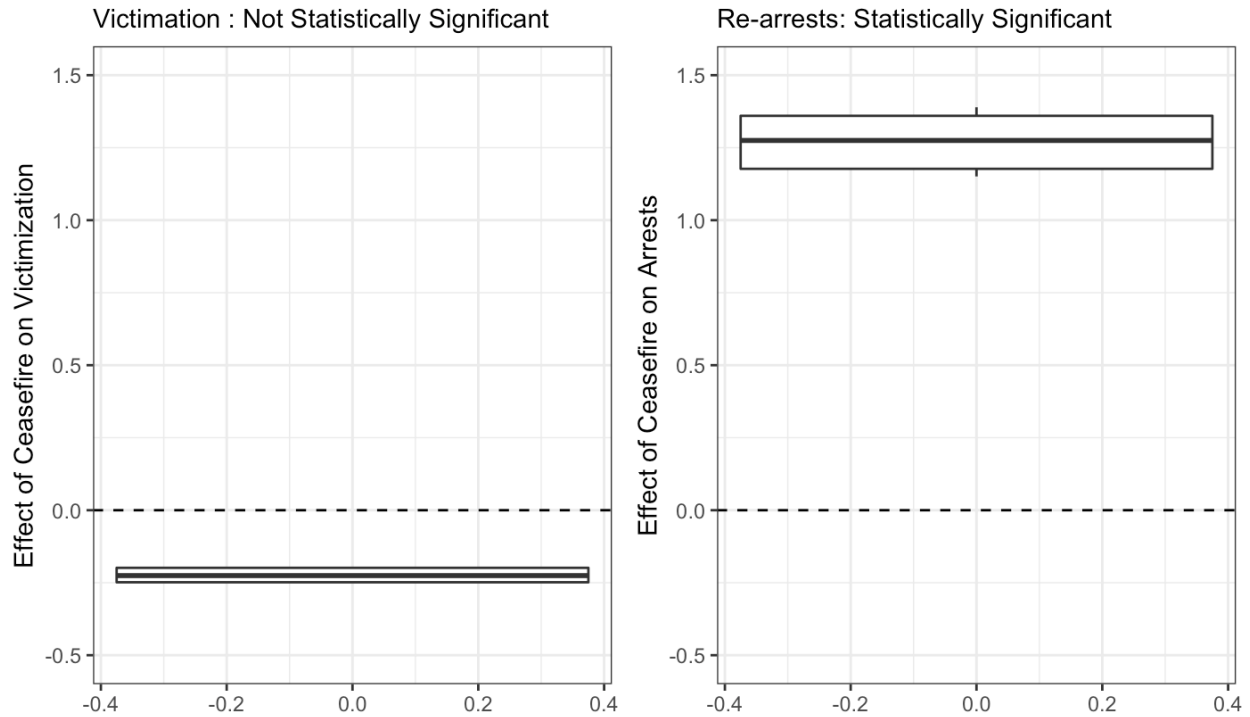 Victimation : Not Statistically Significant
Effect of Ceasefire on Victimization
1.5
1.0
0.5
0.0
-0.5
-0.4 -0.2 0.0 0.2 0.4
Re-arrests: Statistically Significant
Effect of Ceasefire on Arrests
1.5
1.0
0.5
0.0
-0.5
-0.4 -0.2 0.0 0.2 0.4